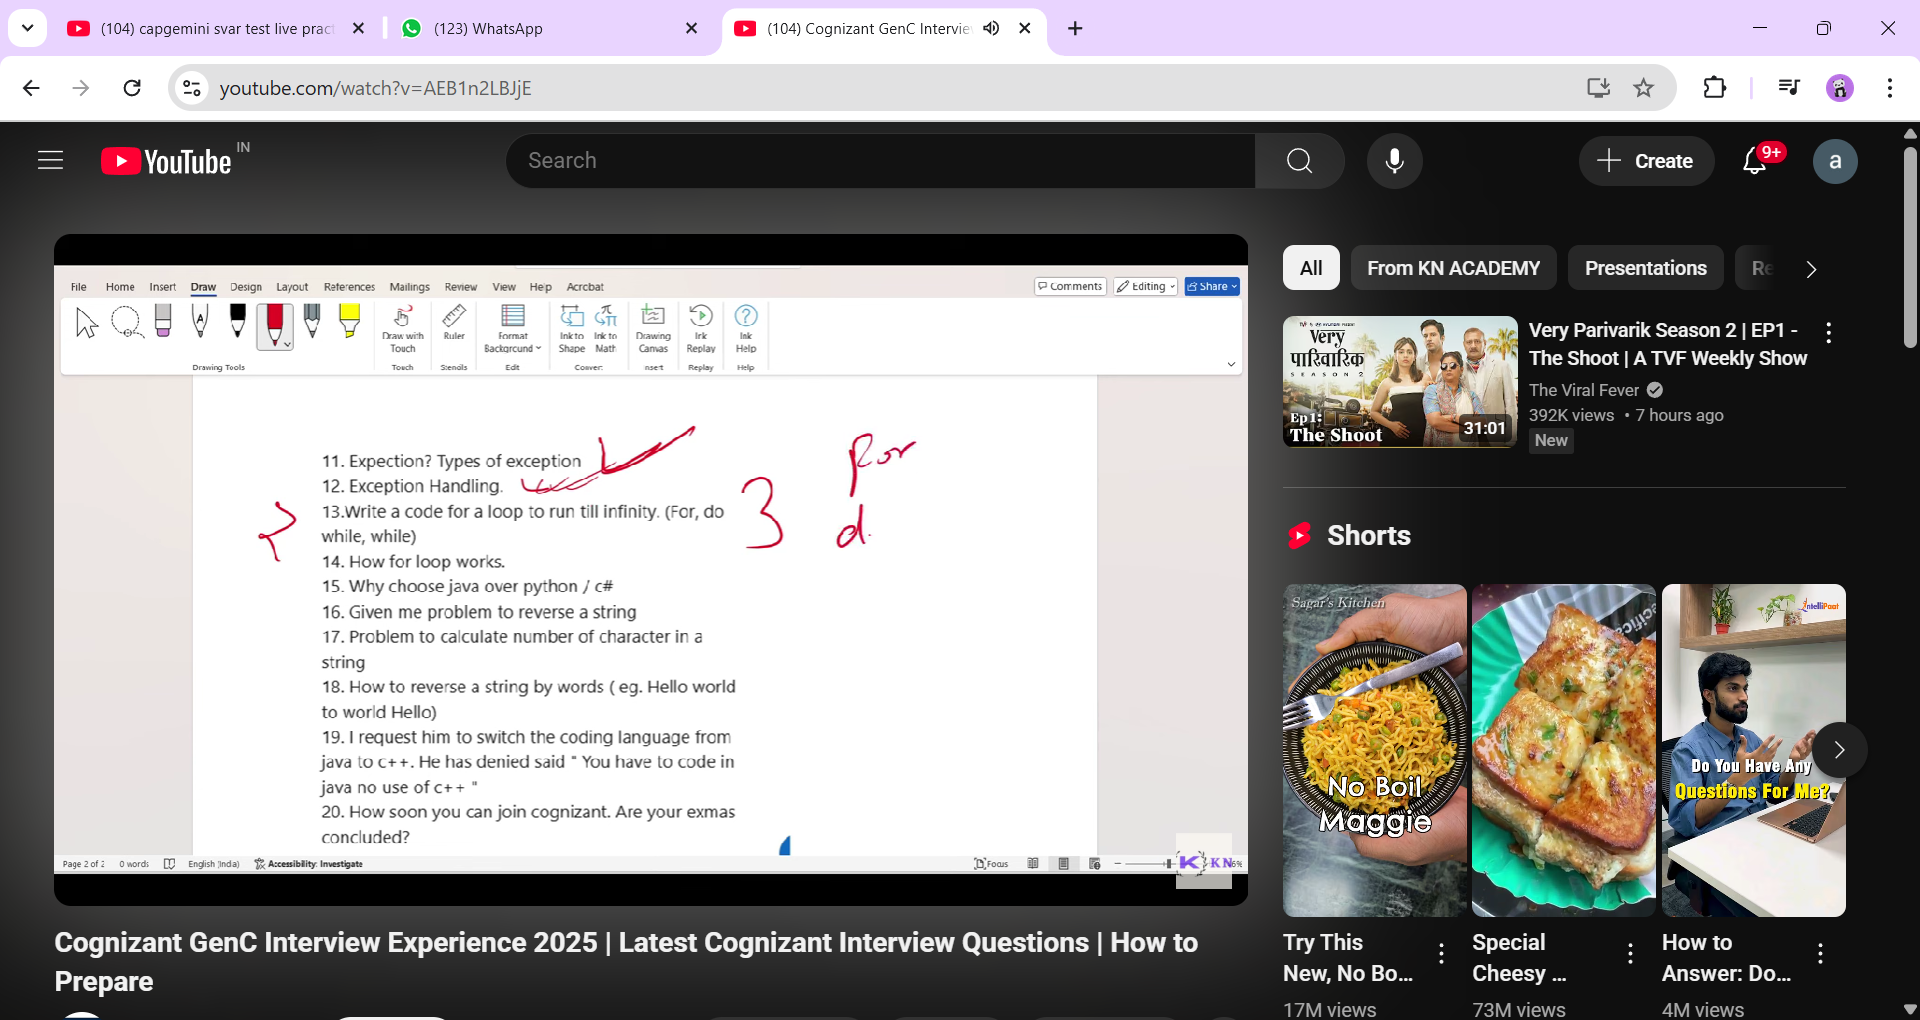 (104) capgemini svar test live pract
(123) WhatsApp
(104) Cognizant GenC Intervie
youtube.com/watch?v=AEB1n2LBJjE
YouTube IN
Search
Create
9+
a
File Home Insert Draw Design Layout References Mailings Review View Help Acrobat
Comments Editing Share
Draw with Touch
Ruler
Format Background
Ink to Shape
Ink to Math
Drawing Canvas
Ink Replay
Ink Help
Drawing Tools Touch Stencils Edit Convert Insert Replay Help
11. Expection? Types of exception
12. Exception Handling.
13.Write a code for a loop to run till infinity. (For, do
while, while)
14. How for loop works.
15. Why choose java over python / c#
16. Given me problem to reverse a string
17. Problem to calculate number of character in a
string
18. How to reverse a string by words ( eg. Hello world
to world Hello)
19. I request him to switch the coding language from
java to c++. He has denied said " You have to code in
java no use of c++ "
20. How soon you can join cognizant. Are your exmas
concluded?
3
For
d
Page 2 of 2 0 words English (India) Accessibility: Investigate
Focus
K KN
Cognizant GenC Interview Experience 2025 | Latest Cognizant Interview Questions | How to
Prepare
All
From KN ACADEMY
Presentations
Re
Very
पारिवारिक
SEASON 2
Ep1:
The Shoot
31:01
Very Parivarik Season 2 | EP1 -
The Shoot | A TVF Weekly Show
The Viral Fever
392K views • 7 hours ago
New
Shorts
Sagar's Kitchen
No Boil
Maggie
intelliPaat
Do You Have Any
Questions For Me?
Try This
New, No Bo...
17M views
Special
Cheesy ...
73M views
How to
Answer: Do...
4M views